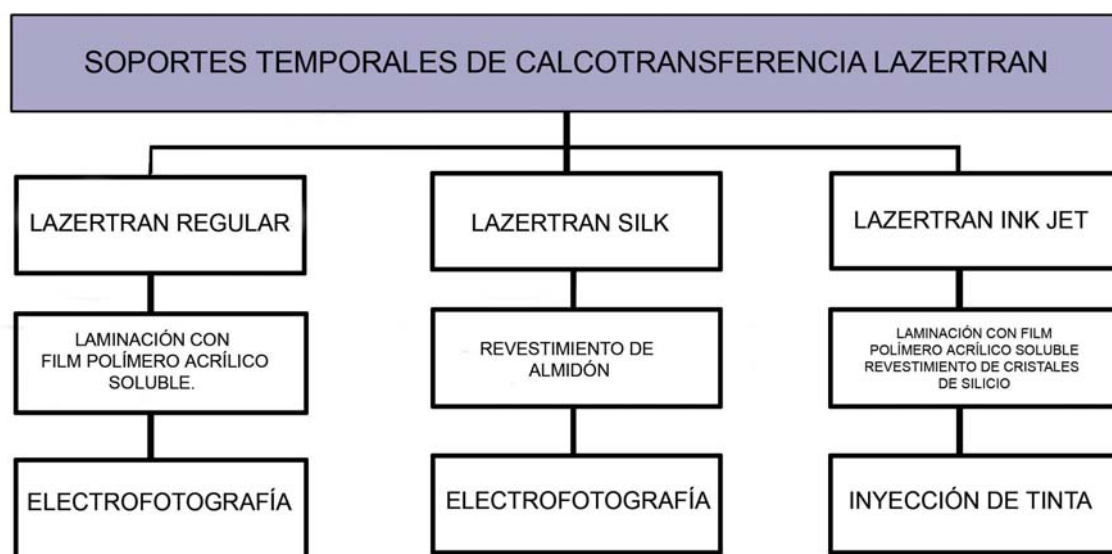 SOPORTES TEMPORALES DE CALCOTRANSFERENCIA LAZERTRAN
LAZERTRAN REGULAR
LAZERTRAN SILK
LAZERTRAN INK JET
LAMINACIÓN CON
FILM POLÍMERO ACRÍLICO
SOLUBLE.
REVESTIMIENTO DE
ALMIDÓN
LAMINACIÓN CON FILM
POLÍMERO ACRÍLICO SOLUBLE
REVESTIMIENTO DE CRISTALES
DE SILICIO
ELECTROFOTOGRAFÍA
ELECTROFOTOGRAFÍA
INYECCIÓN DE TINTA